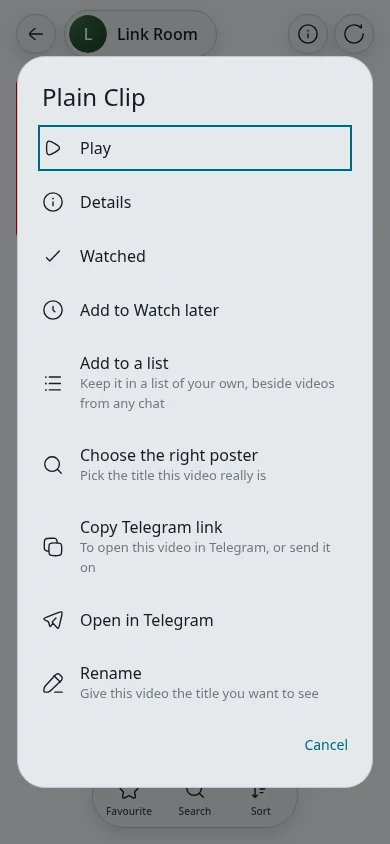 L
Link Room
Plain Clip
Play
Details
Watched
Add to Watch later
Add to a list
Keep it in a list of your own, beside videos
from any chat
Choose the right poster
Pick the title this video really is
Copy Telegram link
To open this video in Telegram, or send it
on
Open in Telegram
Rename
Give this video the title you want to see
Cancel
Favourite
Search
Sort